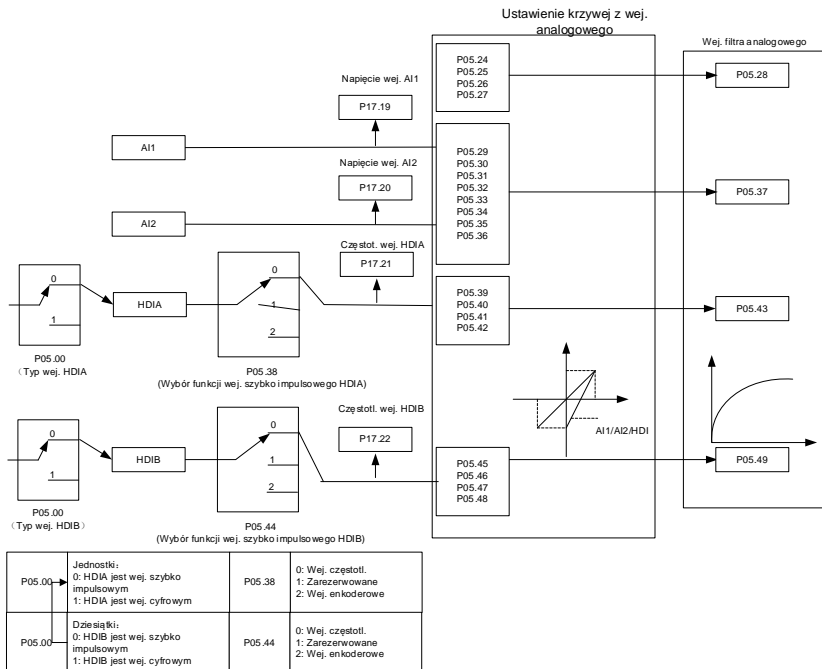 Ustawienie krzywej z wej.
analogowego
Wej. filtra analogowego
Napięcie wej. AI1
P17.19
P05.24
P05.25
P05.26
P05.27
P05.28
AI1
Napięcie wej. AI2
P17.20
P05.29
P05.30
P05.31
P05.32
P05.33
P05.34
P05.35
P05.36
P05.37
AI2
Częstot. wej. HDIA
P17.21
0
1
HDIA
0
1
2
P05.39
P05.40
P05.41
P05.42
P05.43
P05.00
(Typ wej. HDIA
P05.38
(Wybór funkcji wej. szybko impulsowego HDIA)
AI1/AI2/HDI
Częstotl. wej. HDIB
P17.22
0
1
HDIB
0
1
2
P05.45
P05.46
P05.47
P05.48
P05.49
P05.00
(Typ wej. HDIB)
P05.44
(Wybór funkcji wej. szybko impulsowego HDIB)
P05.00
Jednostki:
0: HDIA jest wej. szybko
impulsowym
1: HDIA jest wej. cyfrowym
P05.38
0: Wej. częstotl.
1: Zarezerwowane
2: Wej. enkoderowe
P05.00
Dziesiątki:
0: HDIB jest wej. szybko
impulsowym
1: HDIB jest wej. cyfrowym
P05.44
0: Wej. częstotl.
1: Zarezerwowane
2: Wej. enkoderowe